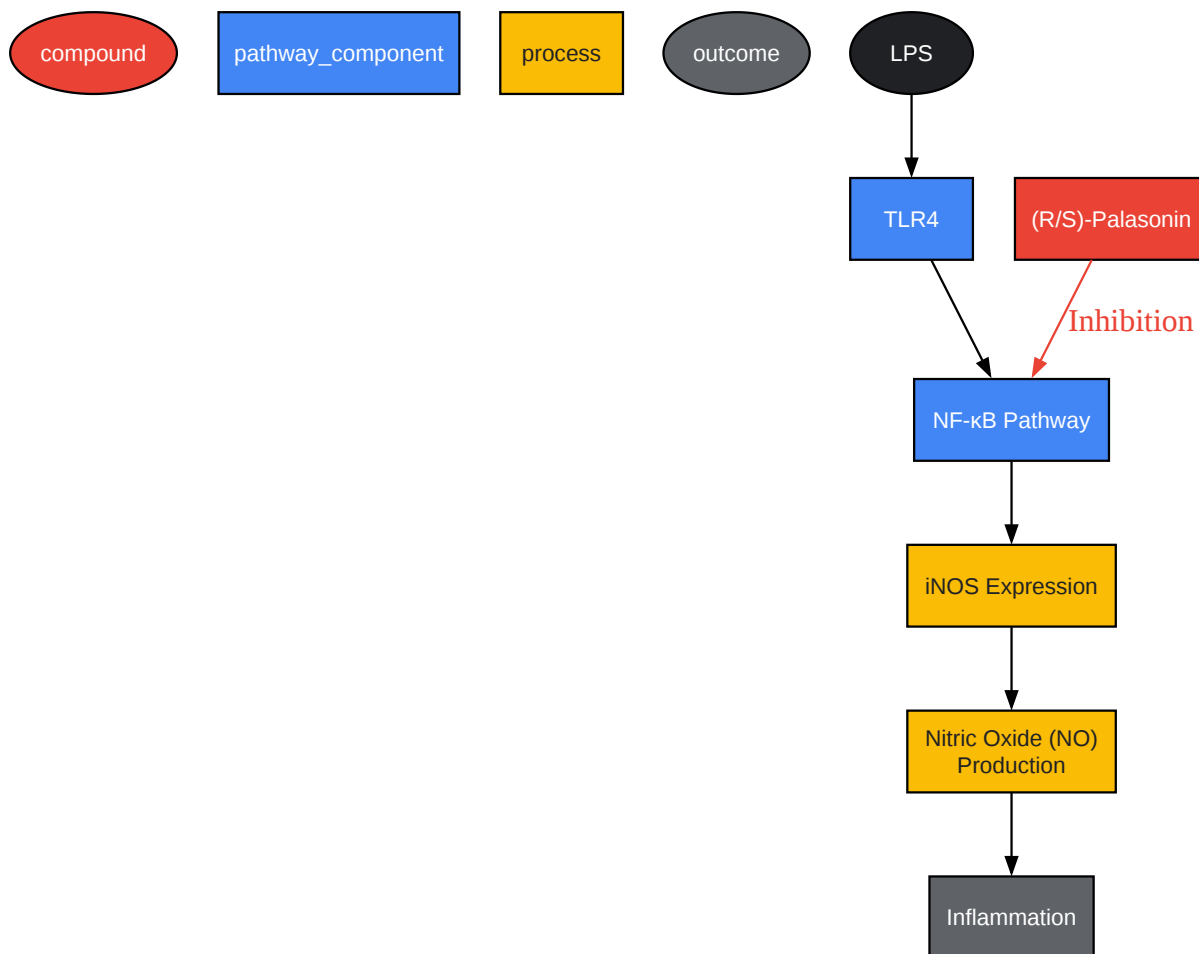 compound
pathway_component
process
outcome
LPS
TLR4
(R/S)-Palasonin
Inhibition
NF-κB Pathway
iNOS Expression
Nitric Oxide (NO)
Production
Inflammation